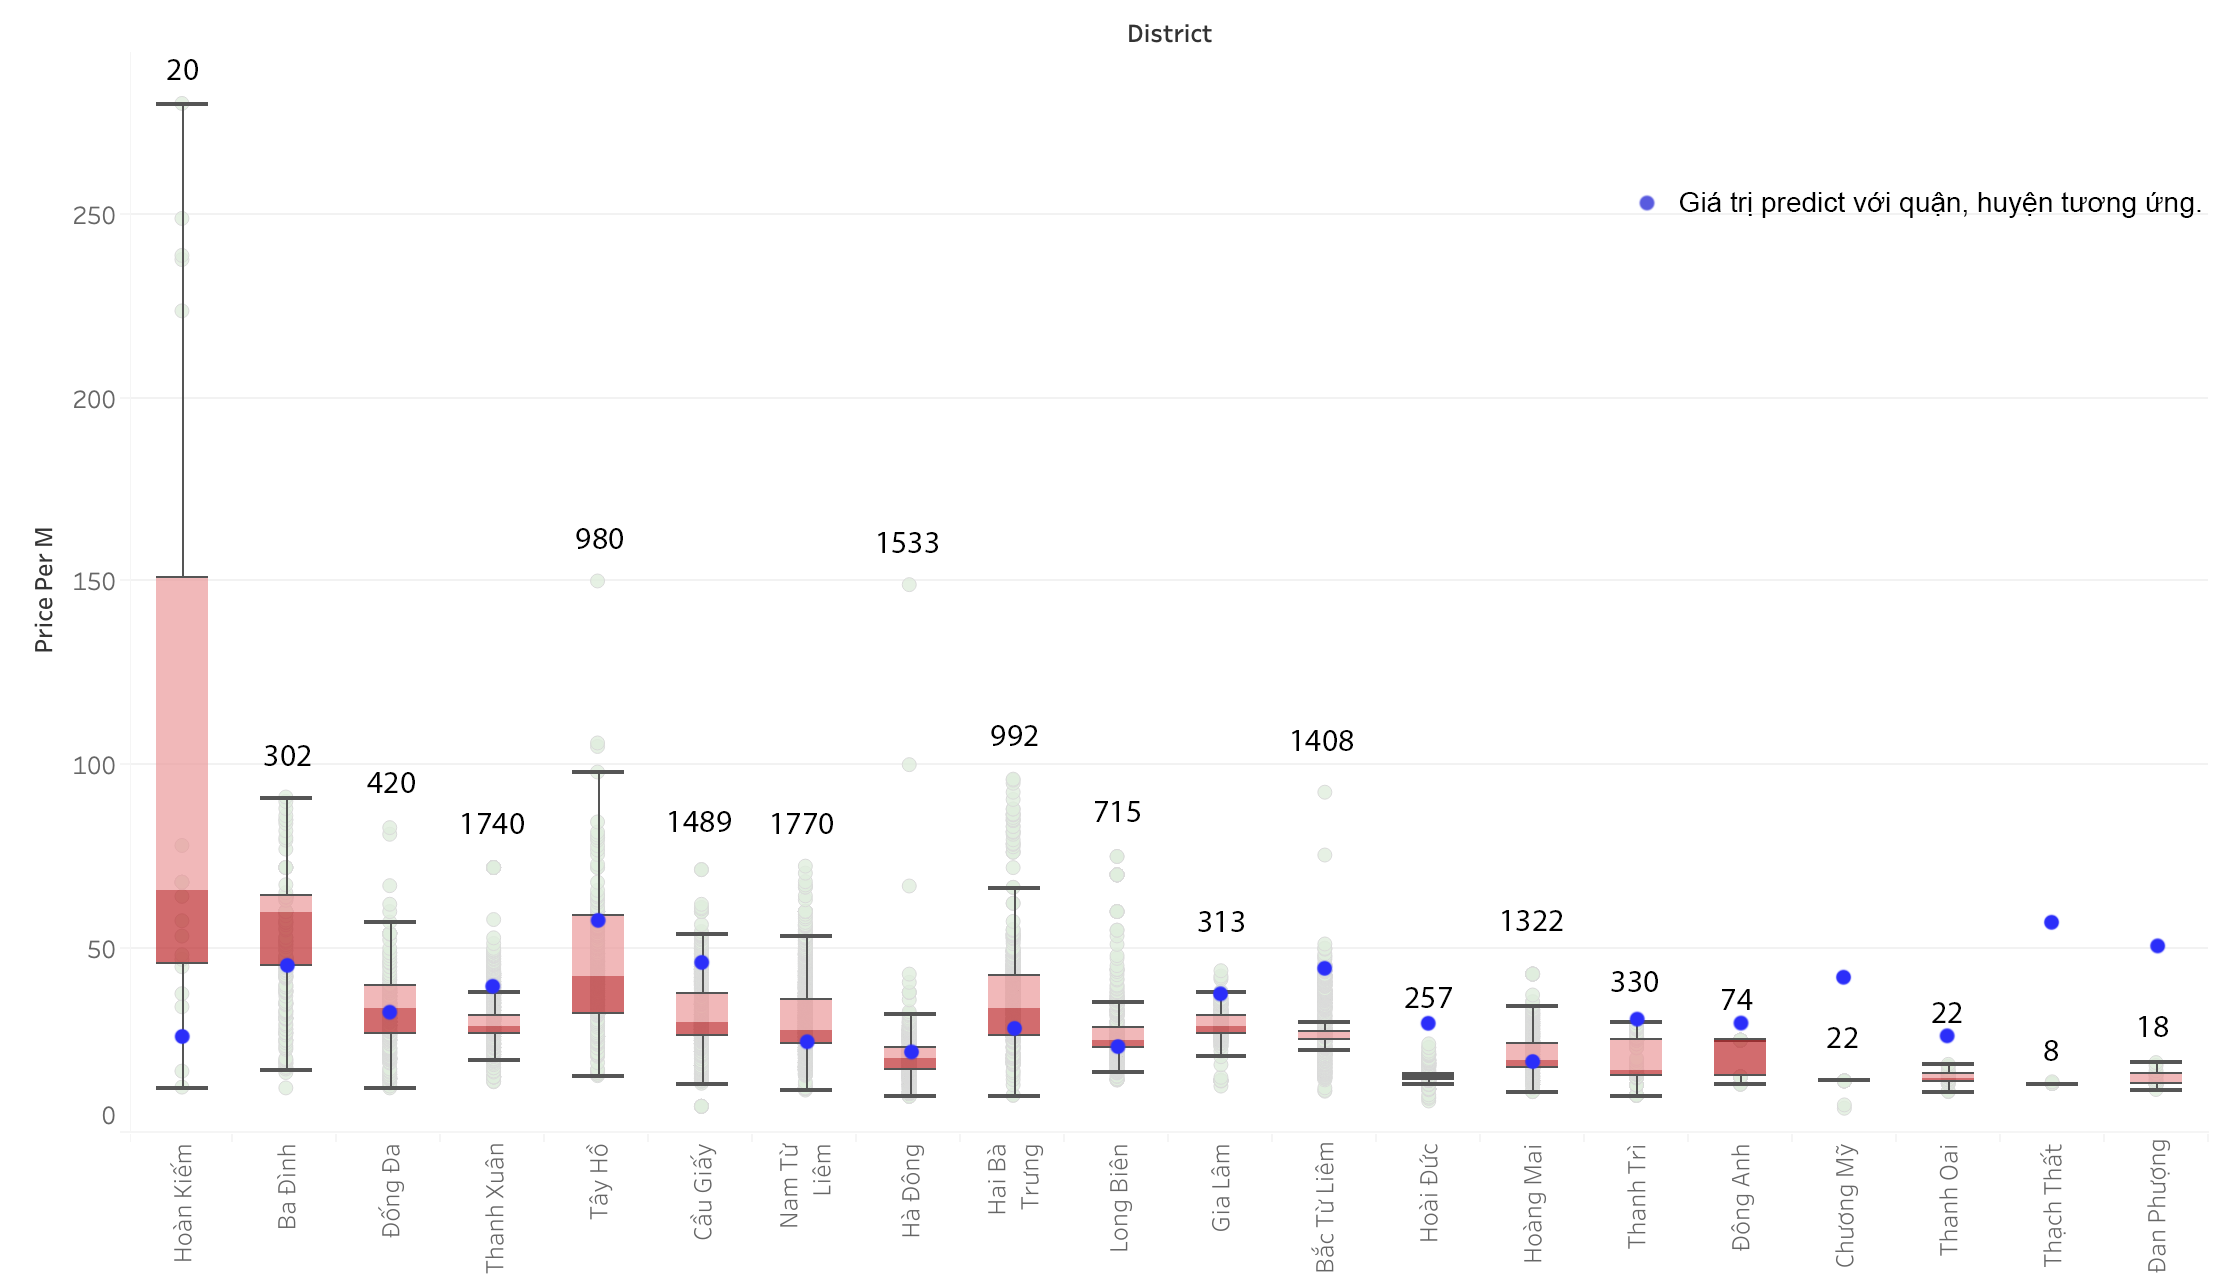 District
20
250
Giá trị predict với quận, huyện tương ứng.
200
980
1533
150
Price Per M
302
992
1408
100
420
1740
1489
1770
715
313
1322
50
330
257
74
22
22
8
18
0
Hoàn Kiếm
Ba Đình
Đống Đa
Thanh Xuân
Tây Hồ
Cầu Giấy
Nam Từ
Liêm
Hà Đông
Hai Bà
Trưng
Long Biên
Gia Lâm
Bắc Từ Liêm
Hoài Đức
Hoàng Mai
Thanh Trì
Đông Anh
Chương Mỹ
Thanh Oai
Thạch Thất
Đan Phượng